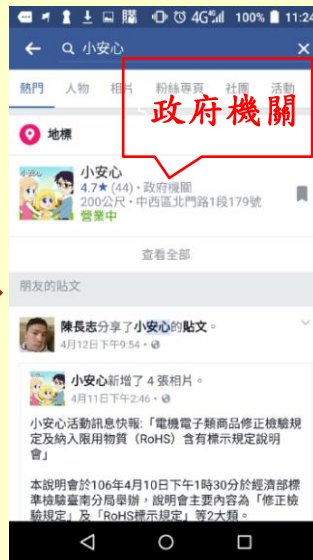 4G 100% 11:24
小安心
熱門 人物 相片 粉絲專頁 社團 活動
政府機關
地標
小安心
4.7★ (44)・政府機關
200公尺・中西區北門路1段179號
營業中
查看全部
朋友的貼文
陳長志分享了小安心的貼文。
4月12日下午9:54・
小安心新增了 4 張相片。
4月11日下午2:46・
小安心活動訊息快報:「電機電子類商品修正檢驗規
定及納入限用物質（RoHS）含有標示規定說明
會」
本說明會於106年4月10日下午1時30分於經濟部標
準檢驗臺南分局舉辦，說明會主要內容為「修正檢
驗規定」及「RoHS標示規定」等2大類。